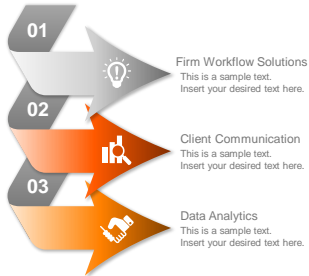 01
Firm Workflow Solutions
This is a sample text.
Insert your desired text here.
02
Client Communication
This is a sample text.
Insert your desired text here.
03
Data Analytics
This is a sample text.
Insert your desired text here.